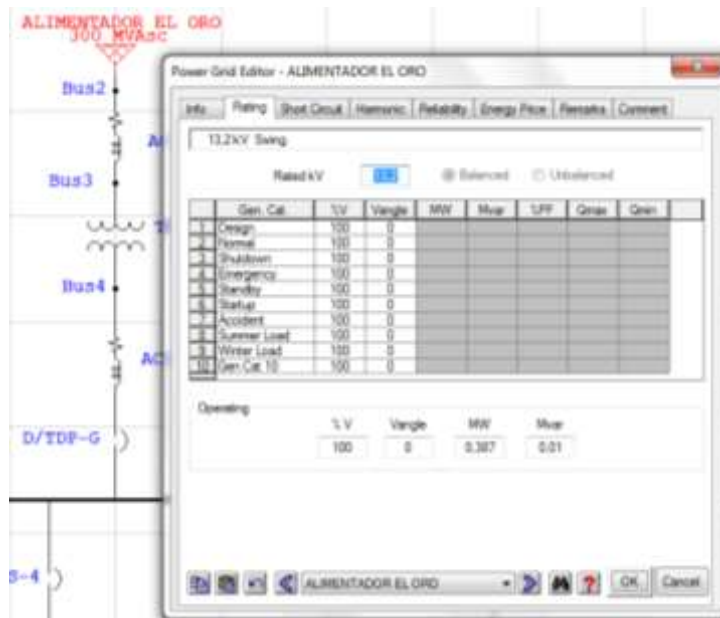 ALIMENTADOR EL ORO
300 MVAsc
Bus2
Bus3
Bus4
D/TDP-G
S-4
Power Grid Editor - ALIMENTADOR EL ORO
Info Rating Short Circuit Harmonic Reliability Energy Price Remarks Comment
13.2 kV Swing
Rated kV 13.2 Balanced Unbalanced
Gen. Cat. %V Vangle MW Mvar %PF Qmax Qmin
1 Design 100 0
2 Normal 100 0
3 Shutdown 100 0
4 Emergency 100 0
5 Standby 100 0
6 Startup 100 0
7 Accident 100 0
8 Summer Load 100 0
9 Winter Load 100 0
10 Gen Cat 10 100 0
Operating
% V Vangle MW Mvar
100 0 0.387 0.01
ALIMENTADOR EL ORO OK Cancel